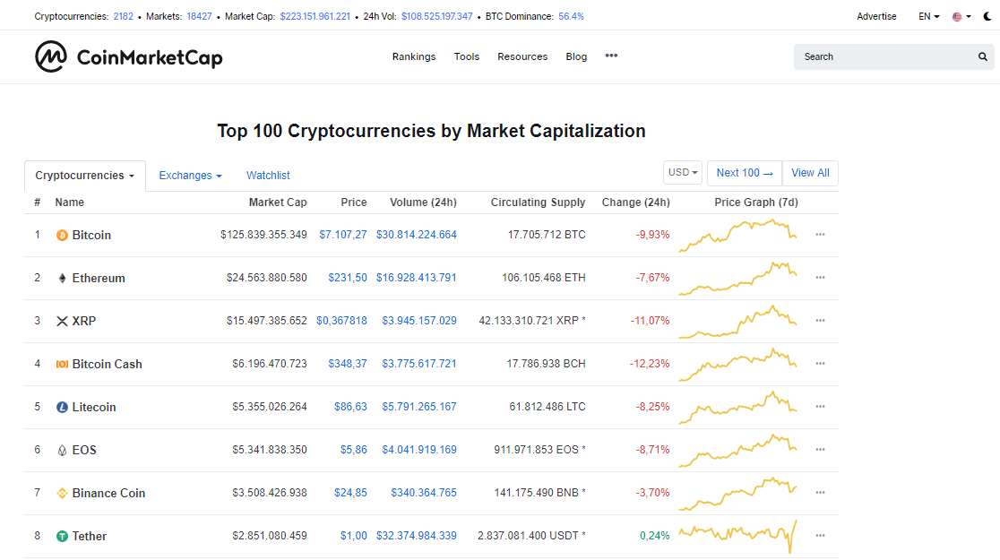 Cryptocurrencies: 2182 • Markets: 18427 • Market Cap: $223.151.961.221 • 24h Vol: $108.525.197.347 • BTC Dominance: 56.4% Advertise EN
CoinMarketCap Rankings Tools Resources Blog ••• Search
Top 100 Cryptocurrencies by Market Capitalization
Cryptocurrencies Exchanges Watchlist USD Next 100 → View All
# Name Market Cap Price Volume (24h) Circulating Supply Change (24h) Price Graph (7d)
1 Bitcoin $125.839.355.349 $7.107,27 $30.814.224.664 17.705.712 BTC -9,93%
2 Ethereum $24.563.880.580 $231,50 $16.928.413.791 106.105.468 ETH -7,67%
3 XRP $15.497.385.652 $0,367818 $3.945.157.029 42.133.310.721 XRP * -11,07%
4 Bitcoin Cash $6.196.470.723 $348,37 $3.775.617.721 17.786.938 BCH -12,23%
5 Litecoin $5.355.026.264 $86,63 $5.791.265.167 61.812.486 LTC -8,25%
6 EOS $5.341.838.350 $5,86 $4.041.919.169 911.971.853 EOS * -8,71%
7 Binance Coin $3.508.426.938 $24,85 $340.364.765 141.175.490 BNB * -3,70%
8 Tether $2.851.080.459 $1,00 $32.374.984.339 2.837.081.400 USDT * 0,24%